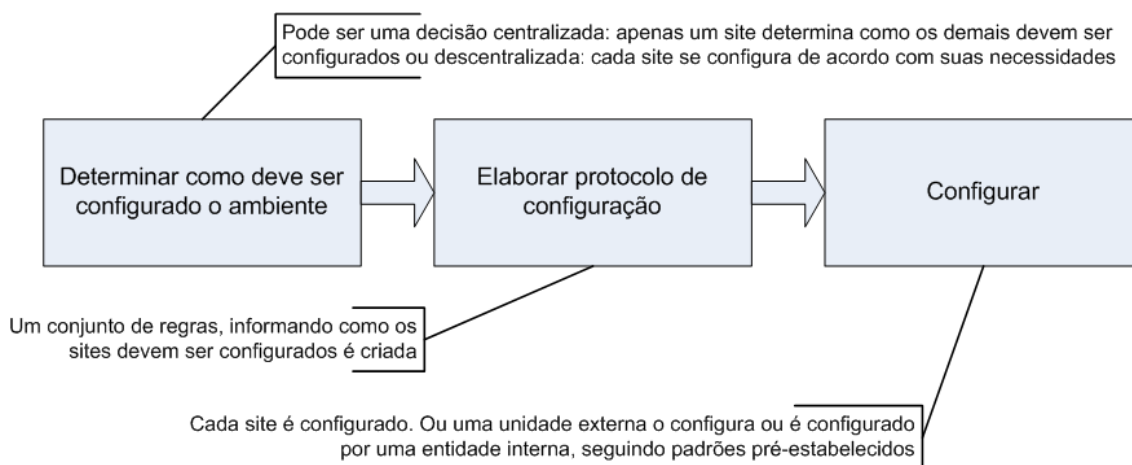 Pode ser uma decisão centralizada: apenas um site determina como os demais devem ser
configurados ou descentralizada: cada site se configura de acordo com suas necessidades
Determinar como deve ser
configurado o ambiente
Elaborar protocolo de
configuração
Configurar
Um conjunto de regras, informando como os
sites devem ser configurados é criada
Cada site é configurado. Ou uma unidade externa o configura ou é configurado
por uma entidade interna, seguindo padrões pré-estabelecidos